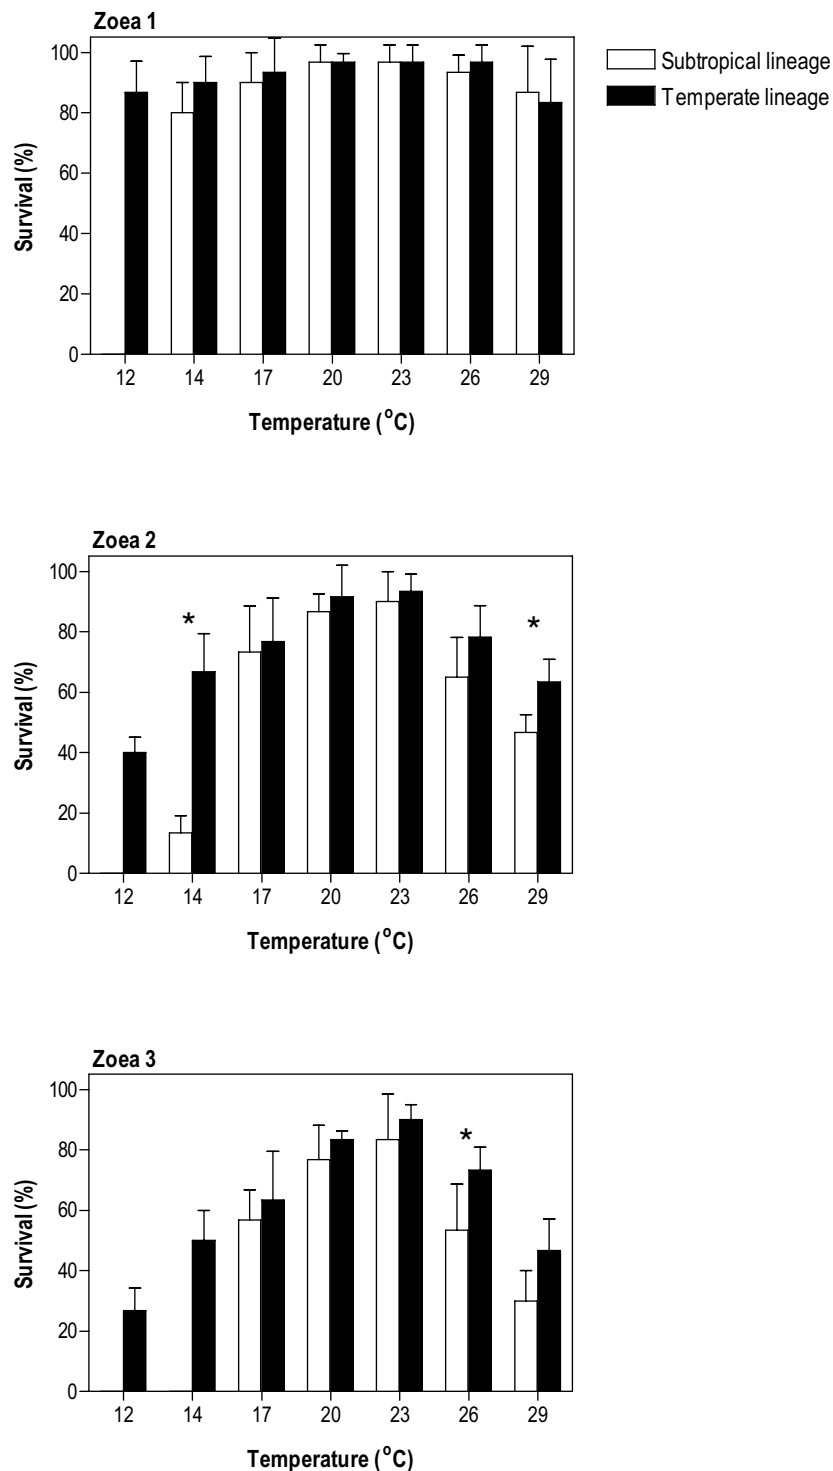 Zoea 1
Subtropical lineage
Temperate lineage
100
80
60
40
20
0
Survival (%)
12 14 17 20 23 26 29
Temperature (°C)
Zoea 2
100
80
60
40
20
0
Survival (%)
* *
12 14 17 20 23 26 29
Temperature (°C)
Zoea 3
100
80
60
40
20
0
Survival (%)
*
12 14 17 20 23 26 29
Temperature (°C)